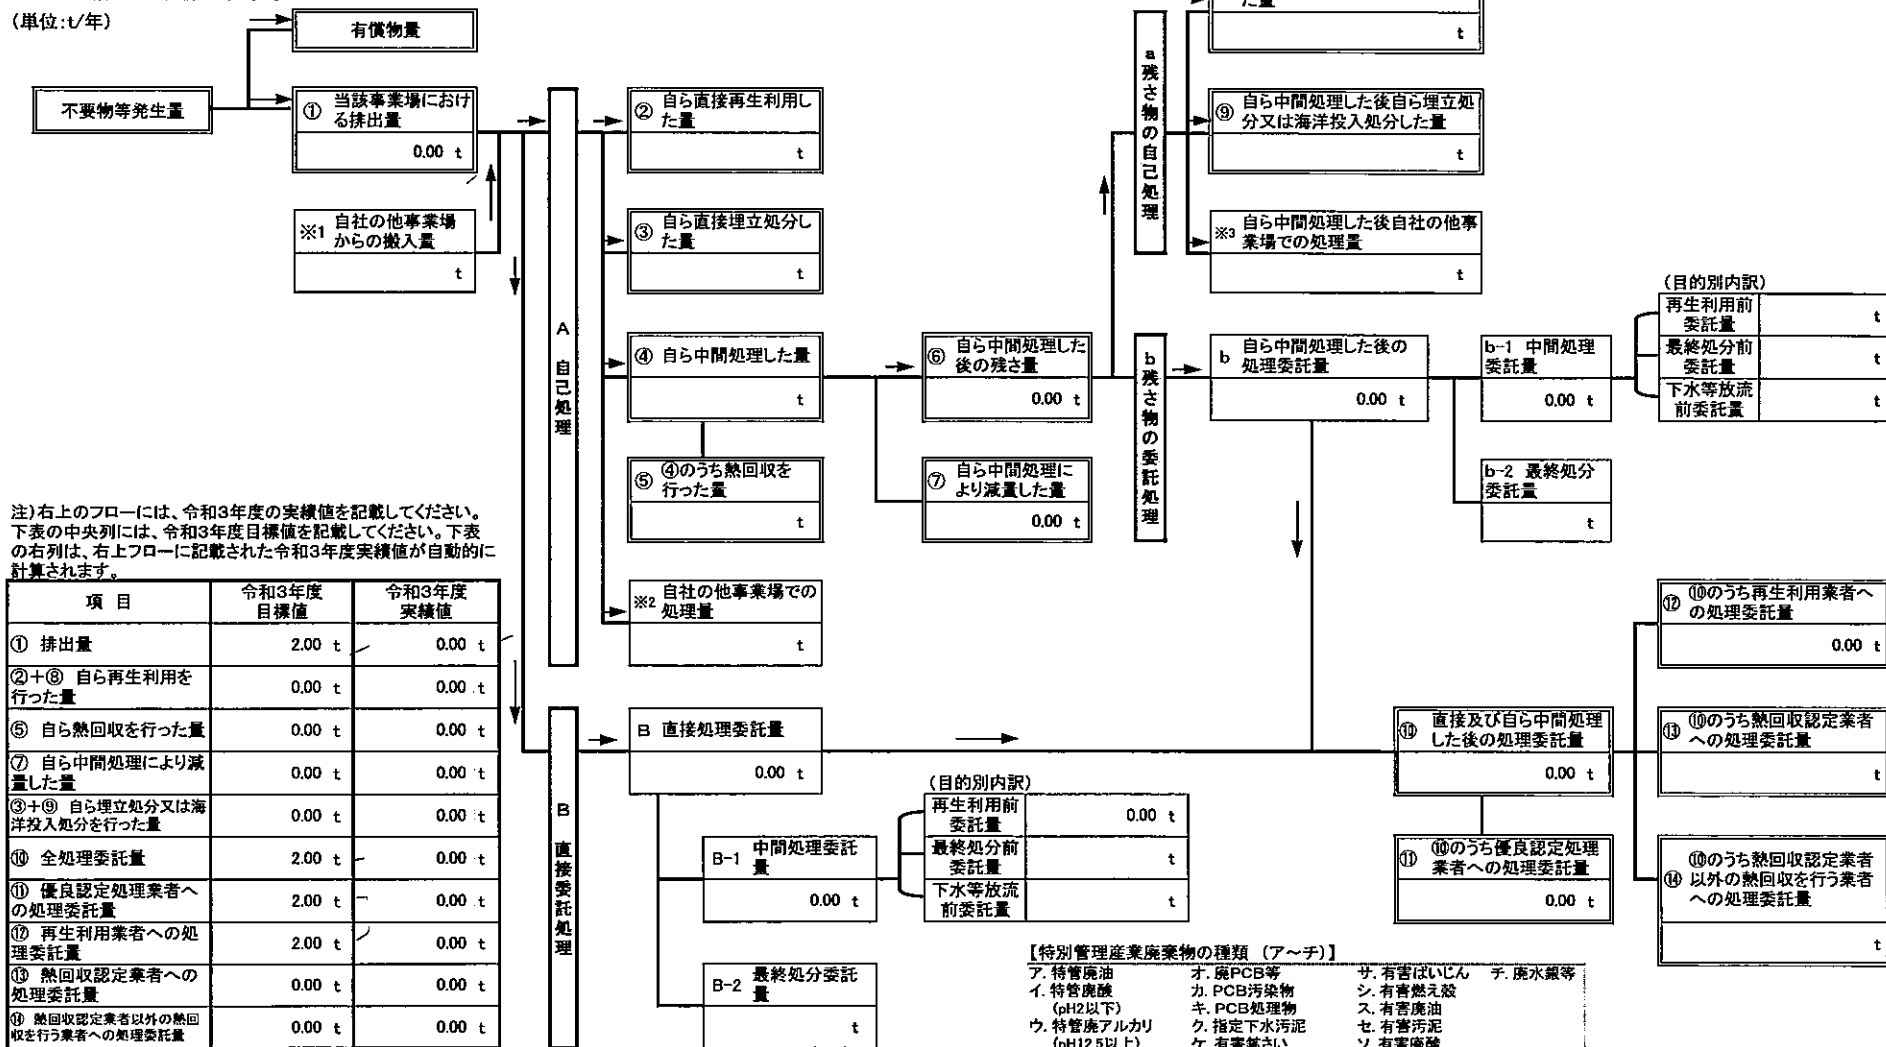 (単位:t/年)
有償物量
不要物等発生量
① 当該事業場におけ
る排出量
0.00 t
※1 自社の他事業場
からの搬入量
t
A 自己処理
② 自ら直接再生利用し
た量
t
③ 自ら直接埋立処分し
た量
t
④ 自ら中間処理した量
t
⑤ ④のうち熱回収を
行った量
t
※2 自社の他事業場での
処理量
t
⑥ 自ら中間処理した
後の残さ量
0.00 t
⑦ 自ら中間処理に
より減量した量
0.00 t
a 残さ物の自己処理
た量
t
⑨ 自ら中間処理した後自ら埋立処
分又は海洋投入処分した量
t
※3 自ら中間処理した後自社の他事
業場での処理量
t
b 残さ物の委託処理
b 自ら中間処理した後の
処理委託量
0.00 t
b-1 中間処理
委託量
0.00 t
b-2 最終処分
委託量
t
(目的別内訳)
再生利用前
委託量
t
最終処分前
委託量
t
下水等放流
前委託量
t
注)右上のフローには、令和3年度の実績値を記載してください。
下表の中央列には、令和3年度目標値を記載してください。下表
の右列は、右上フローに記載された令和3年度実績値が自動的に
計算されます。
項 目 令和3年度 目標値 令和3年度 実績値
① 排出量 2.00 t 0.00 t
②+⑧ 自ら再生利用を
行った量 0.00 t 0.00 t
⑤ 自ら熱回収を行った量 0.00 t 0.00 t
⑦ 自ら中間処理により減
量した量 0.00 t 0.00 t
③+⑨ 自ら埋立処分又は海
洋投入処分を行った量 0.00 t 0.00 t
⑩ 全処理委託量 2.00 t 0.00 t
⑪ 優良認定処理業者へ
の処理委託量 2.00 t 0.00 t
⑫ 再生利用業者への処
理委託量 2.00 t 0.00 t
⑬ 熱回収認定業者への
処理委託量 0.00 t 0.00 t
⑭ 熱回収認定業者以外の熱回
収を行う業者への処理委託量 0.00 t 0.00 t
B 直接委託処理
B 直接処理委託量
0.00 t
B-1 中間処理委託
量
0.00 t
B-2 最終処分委託
量
t
(目的別内訳)
再生利用前
委託量
0.00 t
最終処分前
委託量
t
下水等放流
前委託量
t
⑩ 直接及び自ら中間処理
した後の処理委託量
0.00 t
⑪ ⑩のうち優良認定処理
業者への処理委託量
0.00 t
⑫ ⑩のうち再生利用業者へ
の処理委託量
0.00 t
⑬ ⑩のうち熱回収認定業者
への処理委託量
t
⑭ ⑩のうち熱回収認定業者
以外の熱回収を行う業者
への処理委託量
t
【特別管理産業廃棄物の種類 (ア~チ)】
ア. 特管廃油 オ. 廃PCB等 サ. 有害ばいじん チ. 廃水銀等
イ. 特管廃酸 カ. PCB汚染物 シ. 有害燃え殻
(pH2以下) キ. PCB処理物 ス. 有害廃油
ウ. 特管廃アルカリ ク. 指定下水汚泥 セ. 有害汚泥
(pH12.5以上) ケ. 有害鉱さい ソ. 有害廃酸